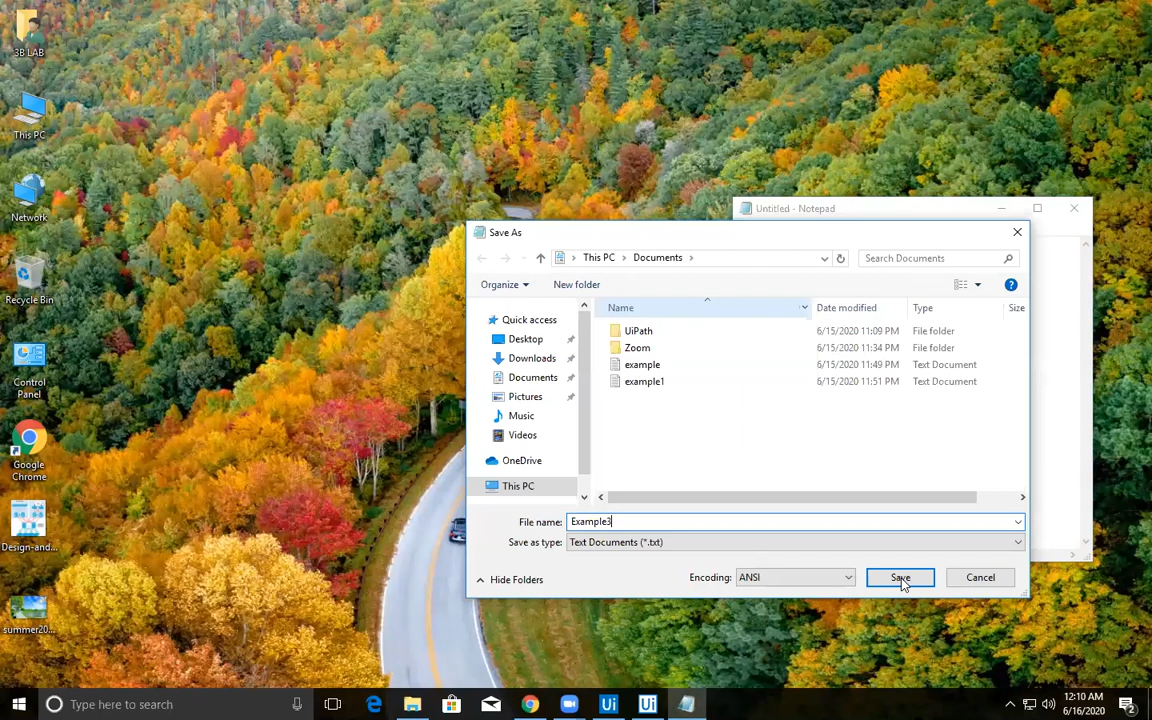 3B LAB
This PC
Network
Recycle Bin
Control
Panel
Google
Chrome
Design-and...
summer20...
Untitled - Notepad
Save As
This PC > Documents >
Search Documents
Organize
New folder
Name Date modified Type Size
Quick access
Desktop
Downloads
Documents
Pictures
Music
Videos
OneDrive
This PC
UiPath 6/15/2020 11:09 PM File folder
Zoom 6/15/2020 11:34 PM File folder
example 6/15/2020 11:49 PM Text Document
example1 6/15/2020 11:51 PM Text Document
File name: Example3
Save as type: Text Documents (*.txt)
Hide Folders
Encoding: ANSI
Save
Cancel
Type here to search
Ui
Ui
12:10 AM
6/16/2020
2